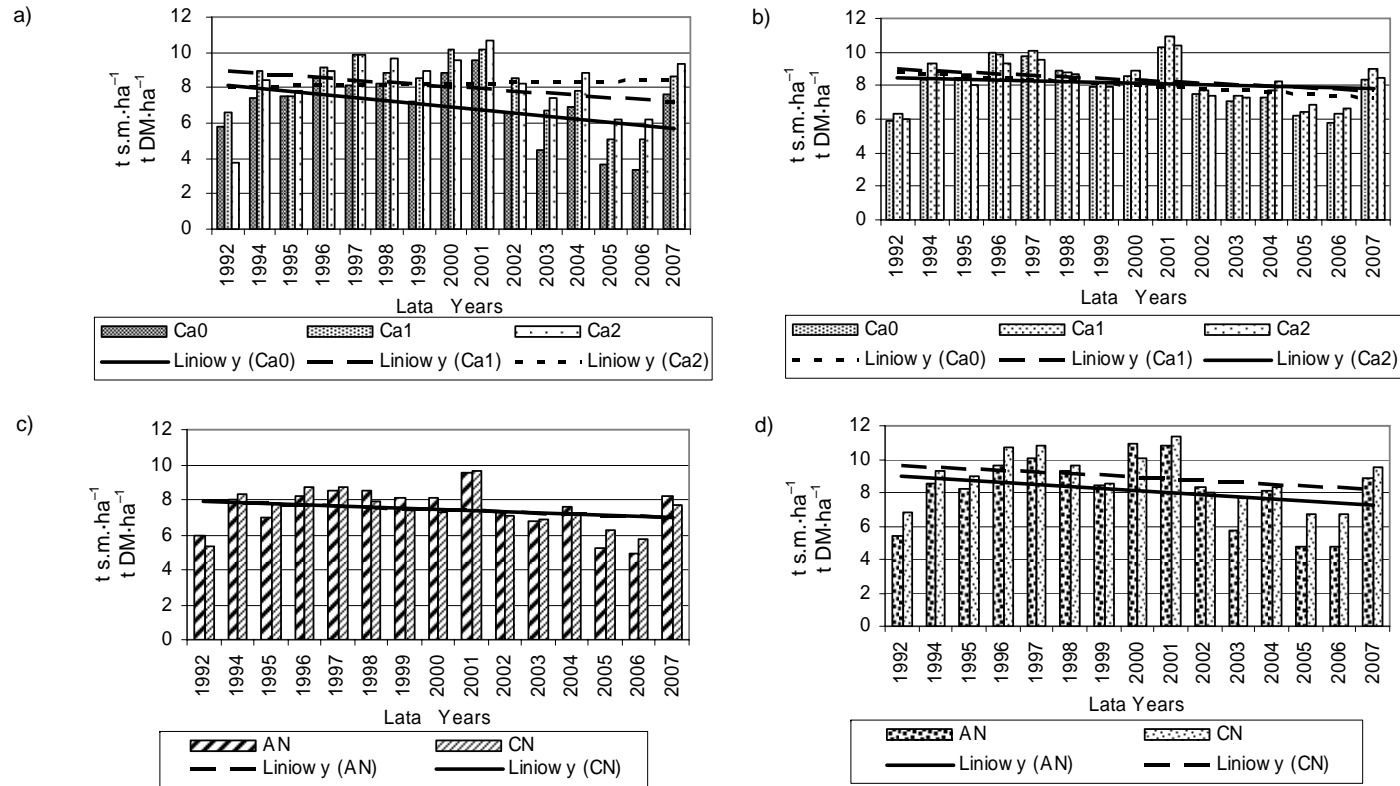 a)
t s.m.·ha⁻¹
t DM·ha⁻¹
12
10
8
6
4
2
0
1992 1994 1995 1996 1997 1998 1999 2000 2001 2002 2003 2004 2005 2006 2007
Lata Years
Ca0 Ca1 Ca2
Liniow y (Ca0) Liniow y (Ca1) Liniow y (Ca2)
b)
t s.m.·ha⁻¹
t DM·ha⁻¹
12
10
8
6
4
2
0
1992 1994 1995 1996 1997 1998 1999 2000 2001 2002 2003 2004 2005 2006 2007
Lata Years
Ca0 Ca1 Ca2
Liniow y (Ca0) Liniow y (Ca1) Liniow y (Ca2)
c)
t s.m.·ha⁻¹
t DM·ha⁻¹
12
10
8
6
4
2
0
1992 1994 1995 1996 1997 1998 1999 2000 2001 2002 2003 2004 2005 2006 2007
Lata Years
AN CN
Liniow y (AN) Liniow y (CN)
d)
t s.m.·ha⁻¹
t DM·ha⁻¹
12
10
8
6
4
2
0
1992 1994 1995 1996 1997 1998 1999 2000 2001 2002 2003 2004 2005 2006 2007
Lata Years
AN CN
Liniow y (AN) Liniow y (CN)